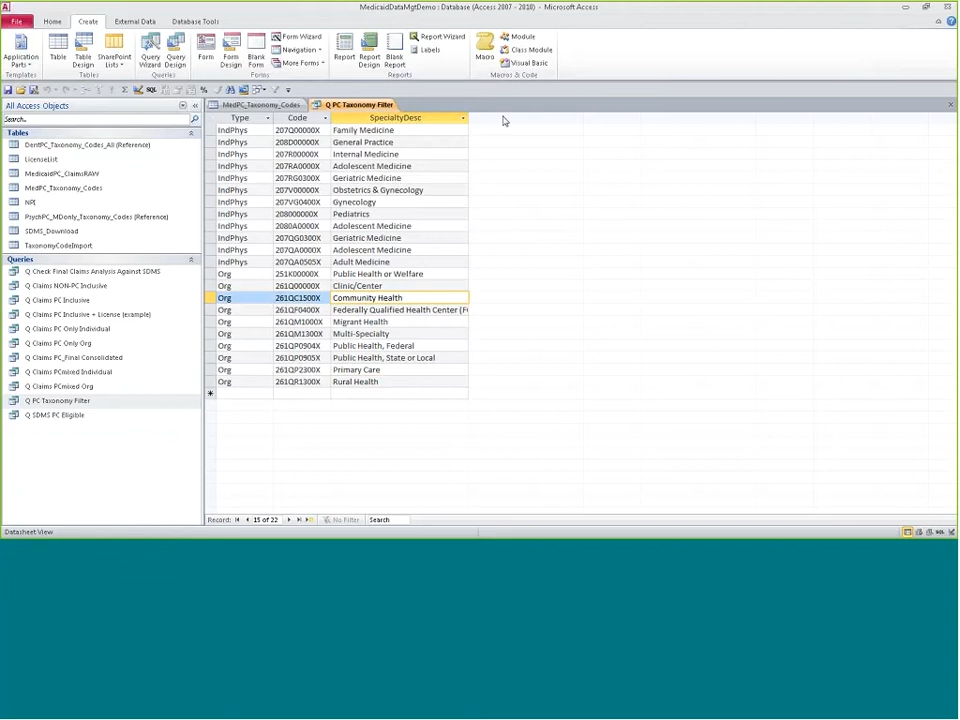 MedicaidDataMgtDemo : Database (Access 2007 - 2010) - Microsoft Access
File Home Create External Data Database Tools
Application Parts
Table
Table Design
SharePoint Lists
Query Wizard
Query Design
Form
Form Design
Blank Form
Form Wizard
Navigation
More Forms
Report
Report Design
Blank Report
Report Wizard
Labels
Macro
Module
Class Module
Visual Basic
Templates Tables Queries Forms Reports Macros & Code
All Access Objects
Search...
Tables
DentPC_Taxonomy_Codes_All (Reference)
LicenseList
MedicaidPC_ClaimsRAW
MedPC_Taxonomy_Codes
NPI
PsychPC_MDonly_Taxonomy_Codes (Reference)
SDMS_Download
TaxonomyCodeImport
Queries
Q Check Final Claims Analysis Against SDMS
Q Claims NON-PC Inclusive
Q Claims PC Inclusive
Q Claims PC Inclusive + License (example)
Q Claims PC Only Individual
Q Claims PC Only Org
Q Claims PC_Final Consolidated
Q Claims PCmixed Individual
Q Claims PCmixed Org
Q PC Taxonomy Filter
Q SDMS PC Eligible
MedPC_Taxonomy_Codes Q PC Taxonomy Filter
Type Code SpecialtyDesc
IndPhys 207Q00000X Family Medicine
IndPhys 208D00000X General Practice
IndPhys 207R00000X Internal Medicine
IndPhys 207RA0000X Adolescent Medicine
IndPhys 207RG0300X Geriatric Medicine
IndPhys 207V00000X Obstetrics & Gynecology
IndPhys 207VG0400X Gynecology
IndPhys 208000000X Pediatrics
IndPhys 2080A0000X Adolescent Medicine
IndPhys 207QG0300X Geriatric Medicine
IndPhys 207QA0000X Adolescent Medicine
IndPhys 207QA0505X Adult Medicine
Org 251K00000X Public Health or Welfare
Org 261Q00000X Clinic/Center
Org 261QC1500X Community Health
Org 261QF0400X Federally Qualified Health Center (F
Org 261QM1000X Migrant Health
Org 261QM1300X Multi-Specialty
Org 261QP0904X Public Health, Federal
Org 261QP0905X Public Health, State or Local
Org 261QP2300X Primary Care
Org 261QR1300X Rural Health
Record: 15 of 22 No Filter Search
Datasheet View SQL